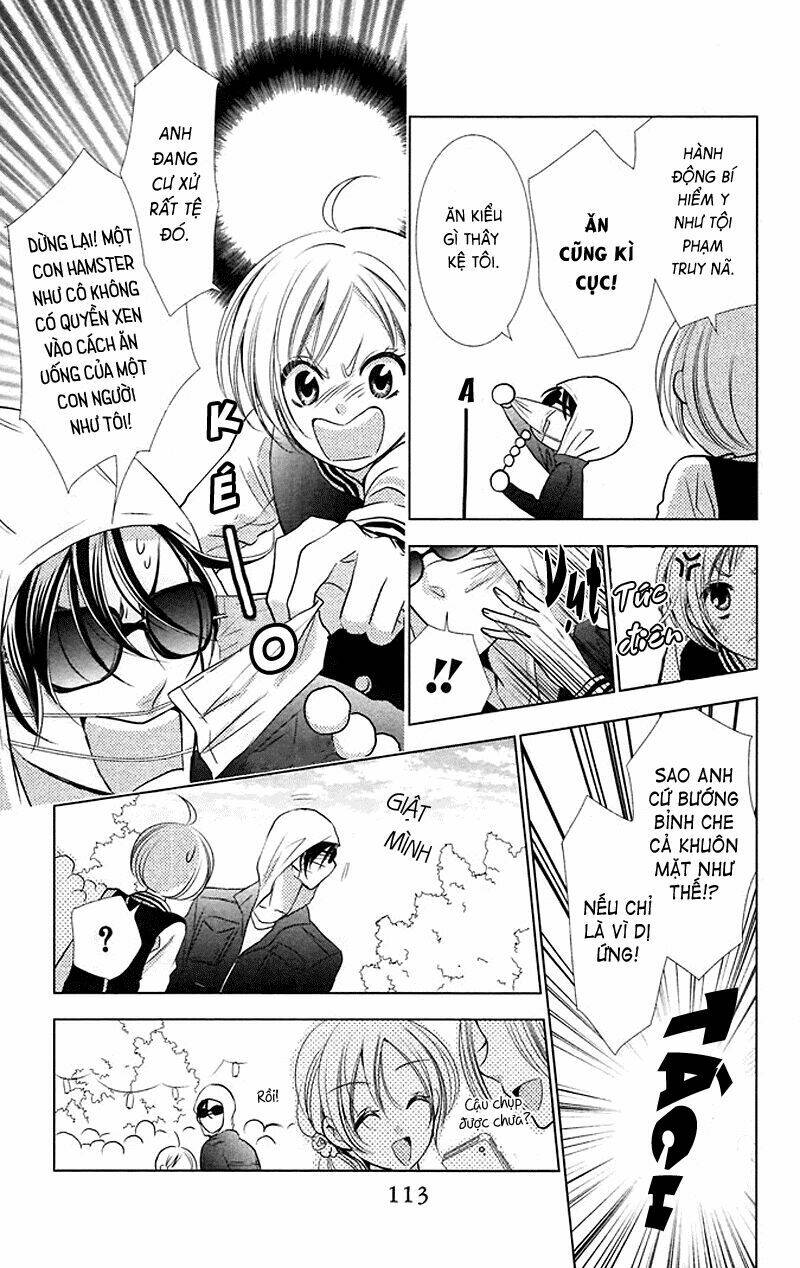 HÀNH
ĐỘNG BÍ
HIỂM Y
NHƯ TỘI
PHẠM
TRUY NÃ.
ĂN
CŨNG KÌ
CỤC!
ĂN KIỂU
GÌ THÂY
KỆ TÔI.
A
Tức
điên
Vụt
!!
ANH
ĐANG
CƯ XỬ
RẤT TỆ
ĐÓ.
DỪNG LẠI! MỘT
CON HAMSTER
NHƯ CÔ KHÔNG
CÓ QUYỀN XEN
VÀO CÁCH ĂN
UỐNG CỦA MỘT
CON NGƯỜI
NHƯ TÔI!
KÉO
SAO ANH
CỨ BƯỚNG
BỈNH CHE
CẢ KHUÔN
MẶT NHƯ
THẾ!?
NẾU CHỈ
LÀ VÌ DỊ
ỨNG!
TÁCH
GIẬT
MÌNH
?
Cậu chụp
được chưa?
Rồi!
113